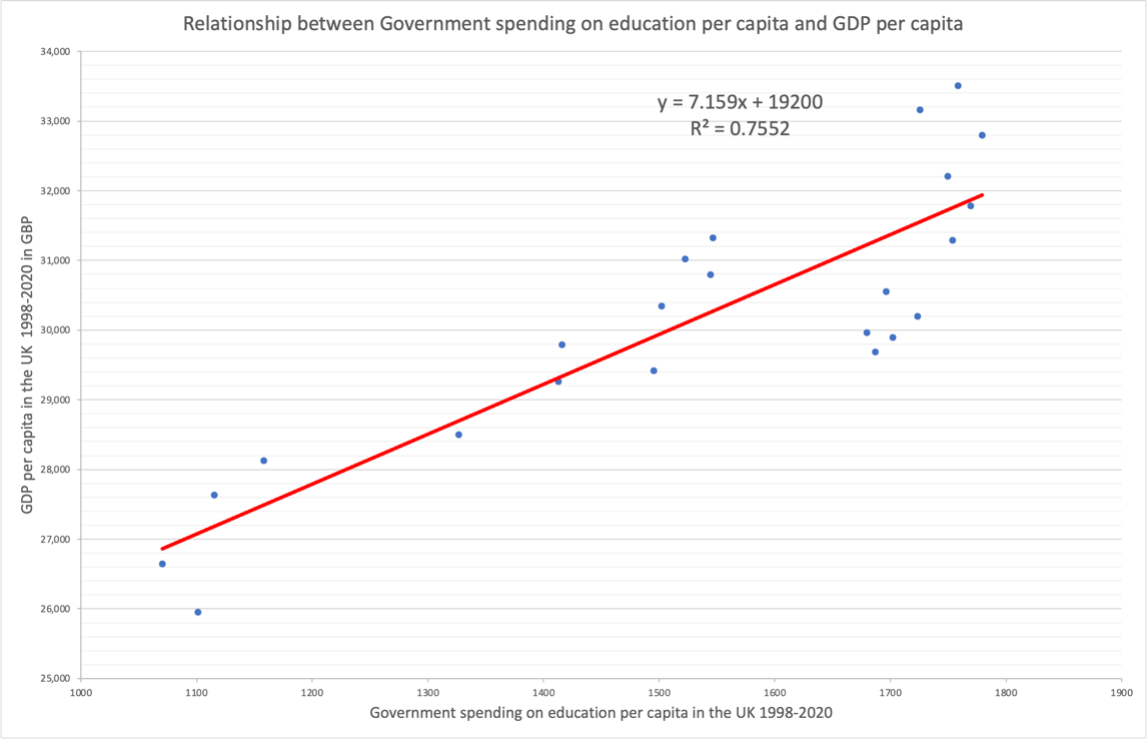 Relationship between Government spending on education per capita and GDP per capita
34,000
33,000
32,000
31,000
30,000
29,000
28,000
27,000
26,000
25,000
GDP per capita in the UK  1998-2020 in GBP
y = 7.159x + 19200
R² = 0.7552
1000 1100 1200 1300 1400 1500 1600 1700 1800 1900
Government spending on education per capita in the UK 1998-2020